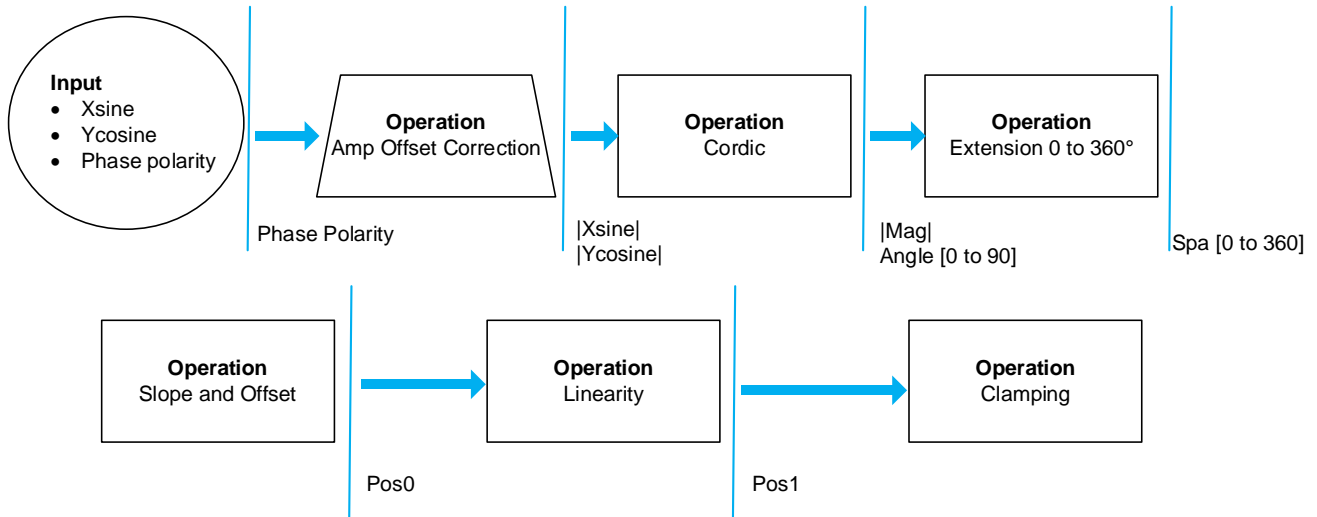 Input
• Xsine
• Ycosine
• Phase polarity
Operation
Amp Offset Correction
Operation
Cordic
Operation
Extension 0 to 360°
Phase Polarity
|Xsine|
|Ycosine|
|Mag|
Angle [0 to 90]
Spa [0 to 360]
Operation
Slope and Offset
Operation
Linearity
Operation
Clamping
Pos0
Pos1